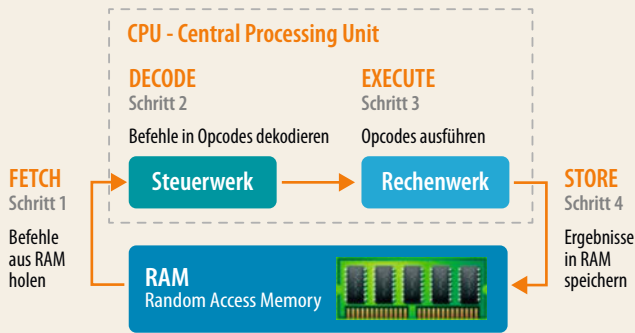 CPU - Central Processing Unit
DECODE
Schritt 2
Befehle in Opcodes dekodieren
Steuerwerk
EXECUTE
Schritt 3
Opcodes ausführen
Rechenwerk
FETCH
Schritt 1
Befehle
aus RAM
holen
STORE
Schritt 4
Ergebnisse
in RAM
speichern
RAM
Random Access Memory